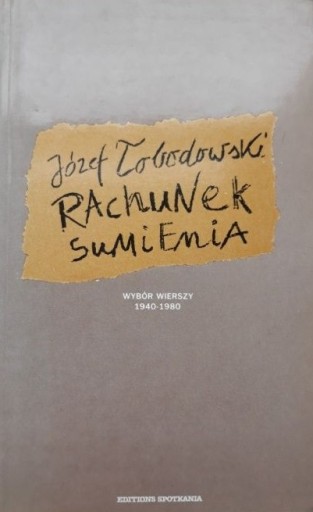 Józef Łobodowski
RAchuNek
SumiEniA
WYBÓR WIERSZY
1940-1980
EDITIONS SPOTKANIA